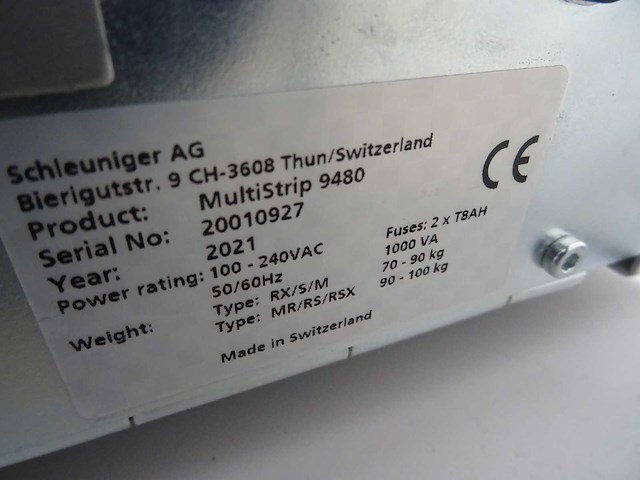 Schleuniger AG
Bierigutstr. 9 CH-3608 Thun/Switzerland
Product: MultiStrip 9480
Serial No: 20010927
Year: 2021
Power rating: 100 - 240VAC Fuses: 2 x T8AH
50/60Hz 1000 VA
Weight: Type: RX/S/M 70 - 90 kg
Type: MR/RS/RSX 90 - 100 kg
Made in Switzerland
CE